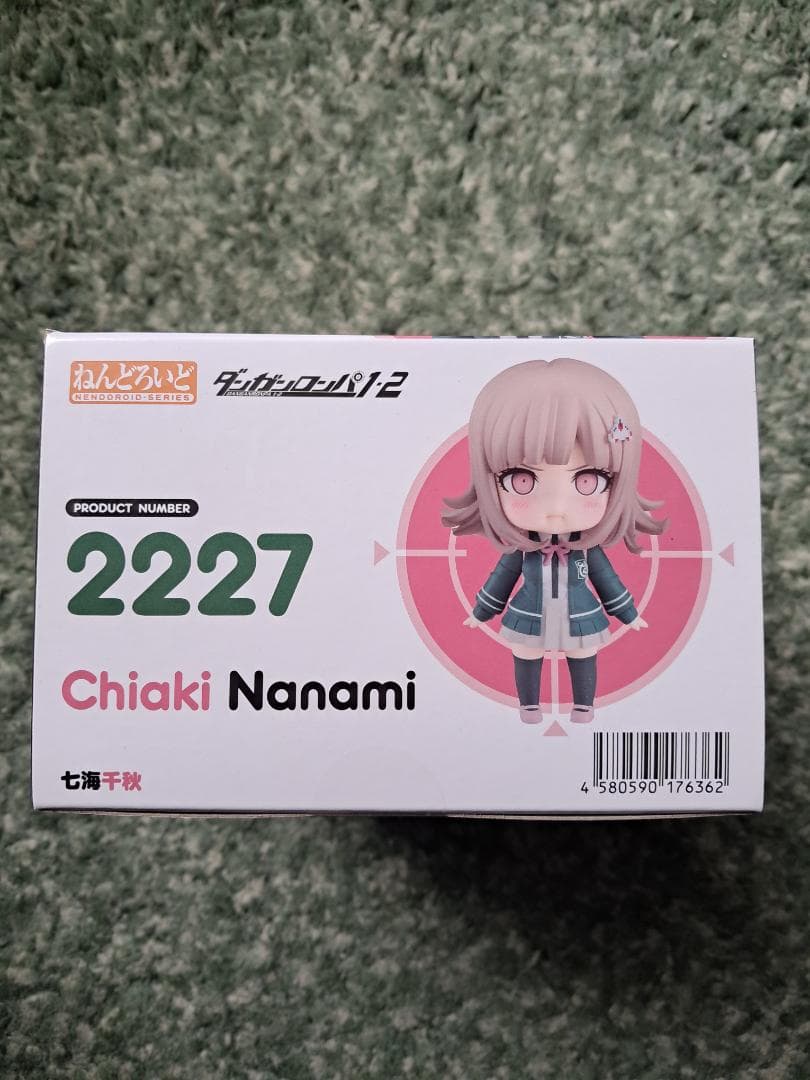 ねんどろいど
NENDOROID-SERIES
ダンガンロンパ1・2
PRODUCT NUMBER
2227
Chiaki Nanami
七海千秋
4 580590 176362